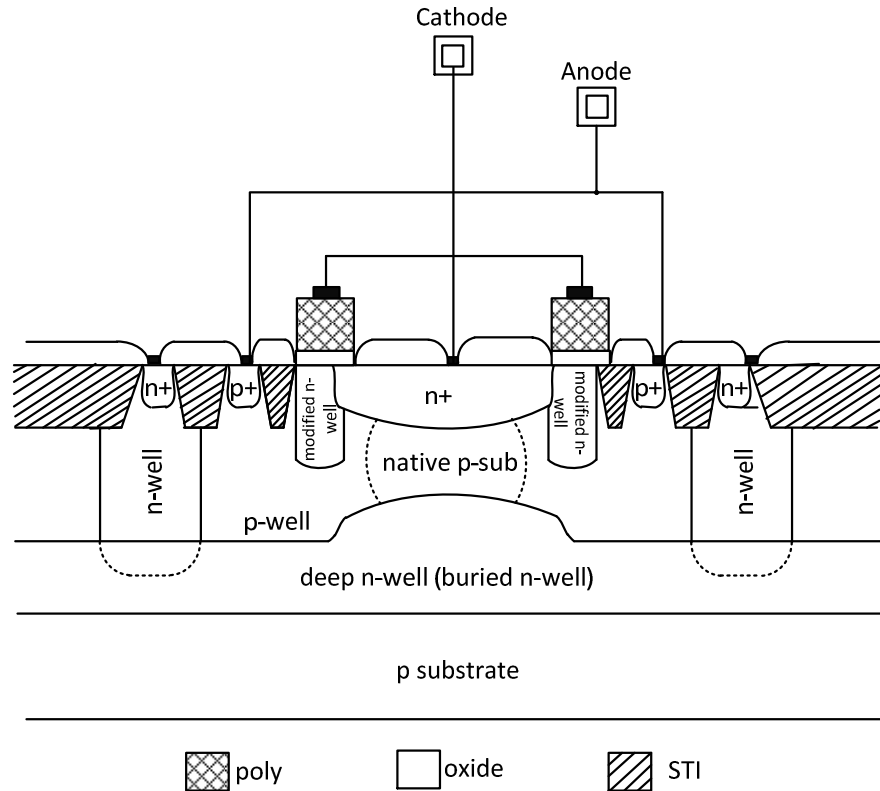 Cathode
Anode
n+
p+
modified n-
well
n+
modified n-
well
p+
n+
n-well
native p-sub
n-well
p-well
deep n-well (buried n-well)
p substrate
poly
oxide
STI